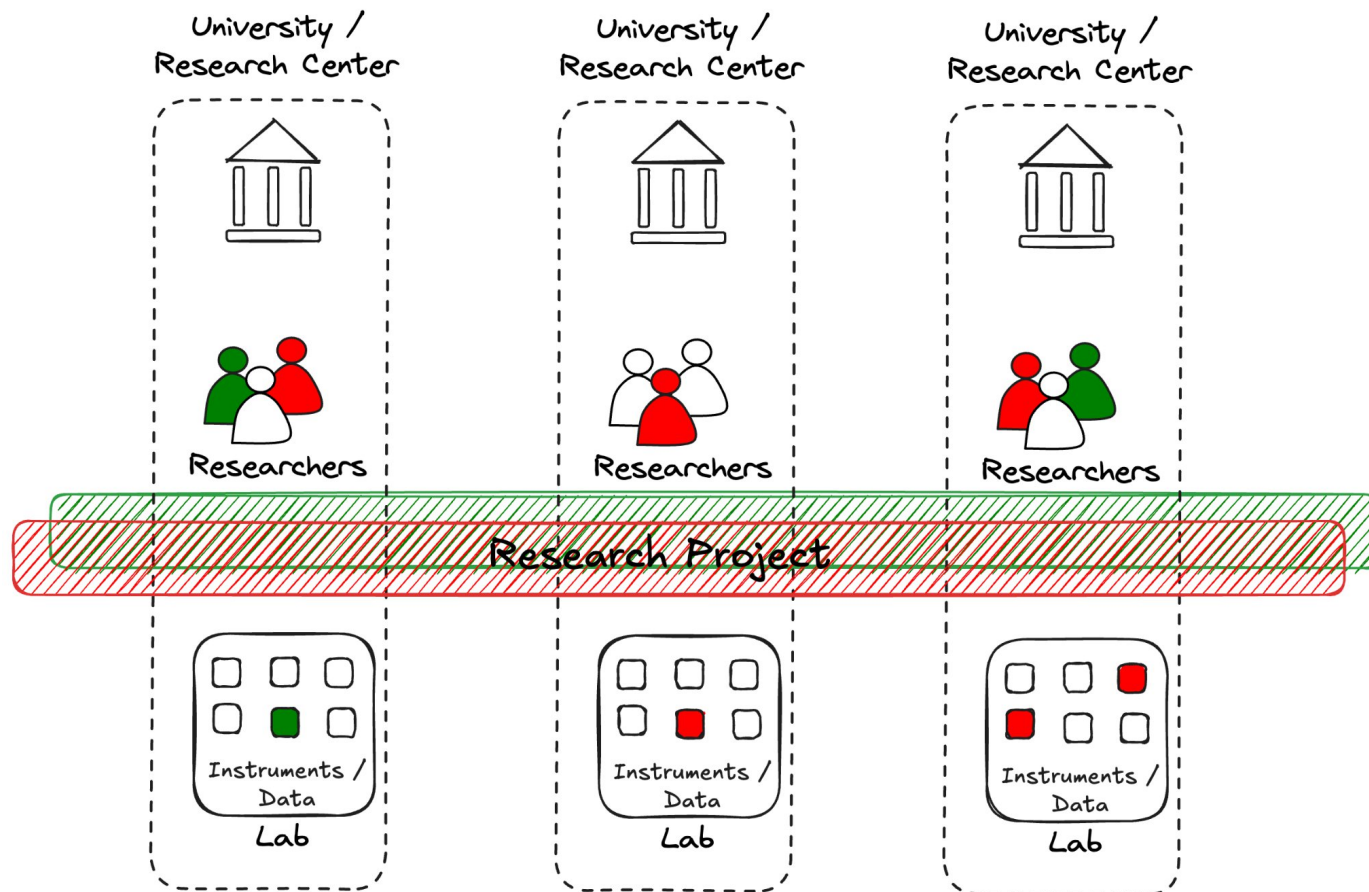 University /
Research Center
University /
Research Center
University /
Research Center
Researchers
Researchers
Researchers
Research Project
Instruments /
Data
Lab
Instruments /
Data
Lab
Instruments /
Data
Lab